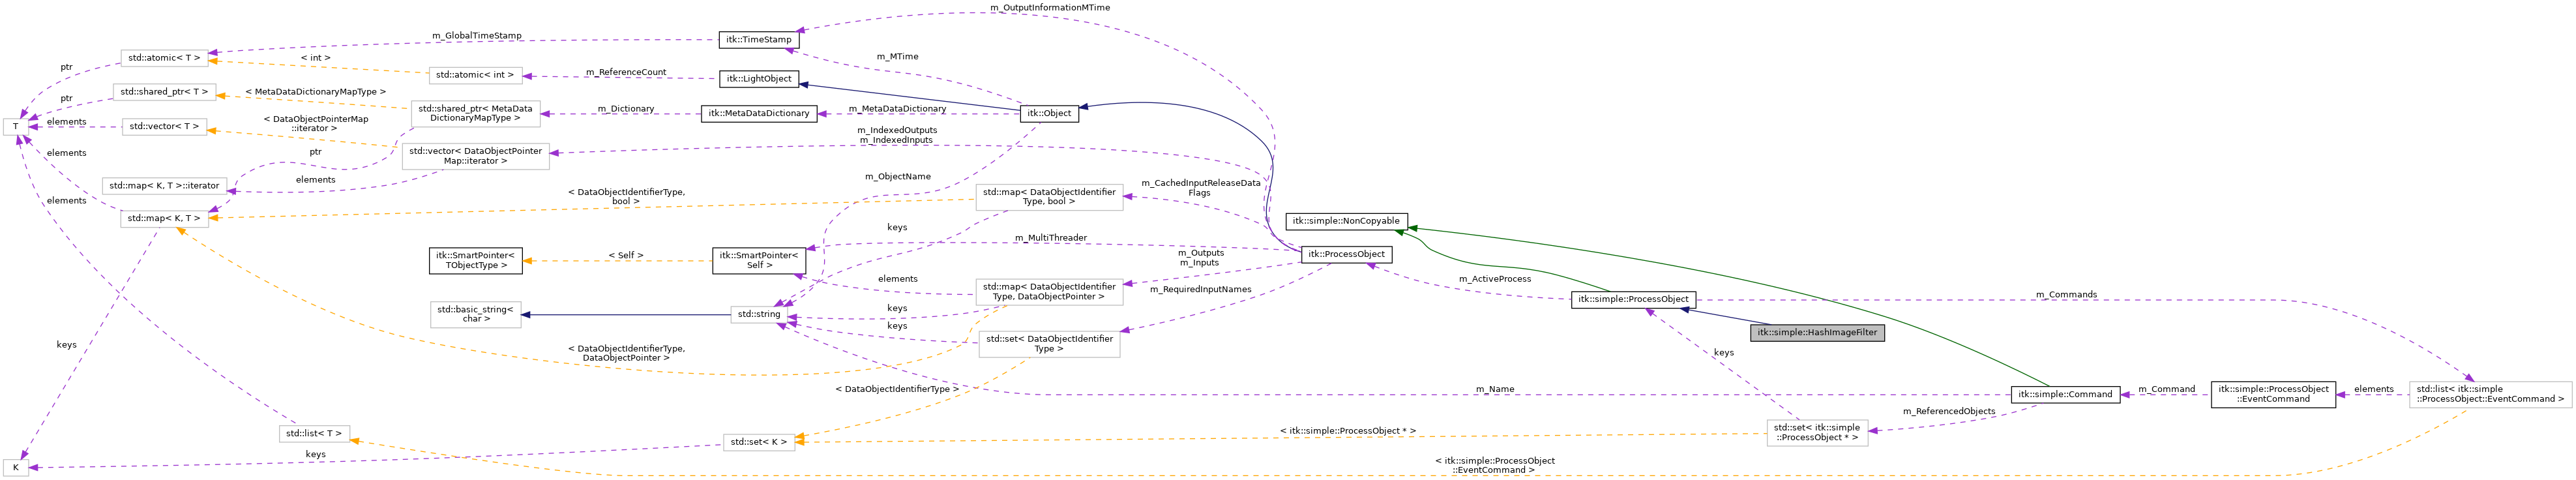 m_OutputInformationMTime
m_GlobalTimeStamp
itk::TimeStamp
ptr
std::atomic< T >
< int >
m_MTime
std::atomic< int >
m_ReferenceCount
itk::LightObject
ptr
std::shared_ptr< T >
< MetaDataDictionaryMapType >
std::shared_ptr< MetaData
DictionaryMapType >
m_Dictionary
itk::MetaDataDictionary
m_MetaDataDictionary
itk::Object
T
elements
std::vector< T >
< DataObjectPointerMap
::iterator >
m_IndexedOutputs
m_IndexedInputs
elements
ptr
std::vector< DataObjectPointer
Map::iterator >
elements
std::map< K, T >::iterator
m_ObjectName
m_CachedInputReleaseData
Flags
elements
< DataObjectIdentifierType,
bool >
std::map< DataObjectIdentifier
Type, bool >
std::map< K, T >
keys
itk::simple::NonCopyable
m_MultiThreader
itk::SmartPointer<
TObjectType >
< Self >
itk::SmartPointer<
Self >
m_Outputs
m_Inputs
itk::ProcessObject
elements
std::map< DataObjectIdentifier
Type, DataObjectPointer >
m_RequiredInputNames
m_ActiveProcess
itk::simple::ProcessObject
m_Commands
std::basic_string<
char >
std::string
keys
keys
std::set< DataObjectIdentifier
Type >
itk::simple::HashImageFilter
keys
< DataObjectIdentifierType,
DataObjectPointer >
keys
< DataObjectIdentifierType >
m_Name
itk::simple::Command
m_Command
itk::simple::ProcessObject
::EventCommand
elements
std::list< itk::simple
::ProcessObject::EventCommand >
m_ReferencedObjects
std::list< T >
std::set< K >
< itk::simple::ProcessObject * >
std::set< itk::simple
::ProcessObject * >
K
keys
< itk::simple::ProcessObject
::EventCommand >